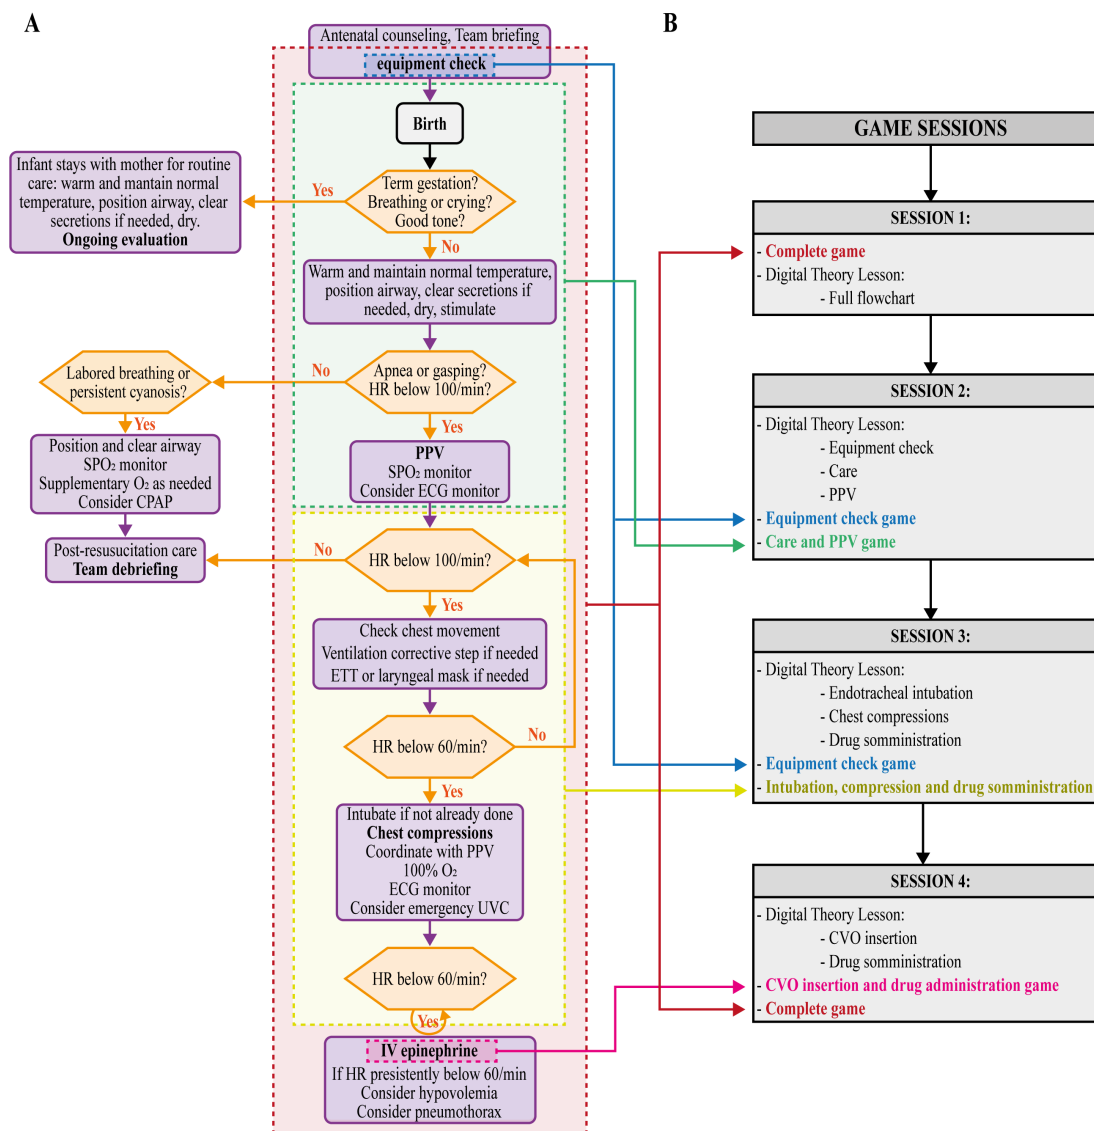 A
Antenatal counseling, Team briefing
equipment check
Birth
Term gestation?
Breathing or crying?
Good tone?
Yes
Infant stays with mother for routine
care: warm and mantain normal
temperature, position airway, clear
secretions if needed, dry.
Ongoing evaluation
No
Warm and maintain normal temperature,
position airway, clear secretions if
needed, dry, stimulate
Apnea or gasping?
HR below 100/min?
No
Labored breathing or
persistent cyanosis?
Yes
Position and clear airway
SPO₂ monitor
Supplementary O₂ as needed
Consider CPAP
Yes
PPV
SPO₂ monitor
Consider ECG monitor
HR below 100/min?
No
Post-resusucitation care
Team debriefing
Yes
Check chest movement
Ventilation corrective step if needed
ETT or laryngeal mask if needed
HR below 60/min?
No
Yes
Intubate if not already done
Chest compressions
Coordinate with PPV
100% O₂
ECG monitor
Consider emergency UVC
HR below 60/min?
Yes
IV epinephrine
If HR presistently below 60/min
Consider hypovolemia
Consider pneumothorax
B
GAME SESSIONS
SESSION 1:
- Complete game
- Digital Theory Lesson:
- Full flowchart
SESSION 2:
- Digital Theory Lesson:
- Equipment check
- Care
- PPV
- Equipment check game
- Care and PPV game
SESSION 3:
- Digital Theory Lesson:
- Endotracheal intubation
- Chest compressions
- Drug somministration
- Equipment check game
- Intubation, compression and drug somministration
SESSION 4:
- Digital Theory Lesson:
- CVO insertion
- Drug somministration
- CVO insertion and drug administration game
- Complete game